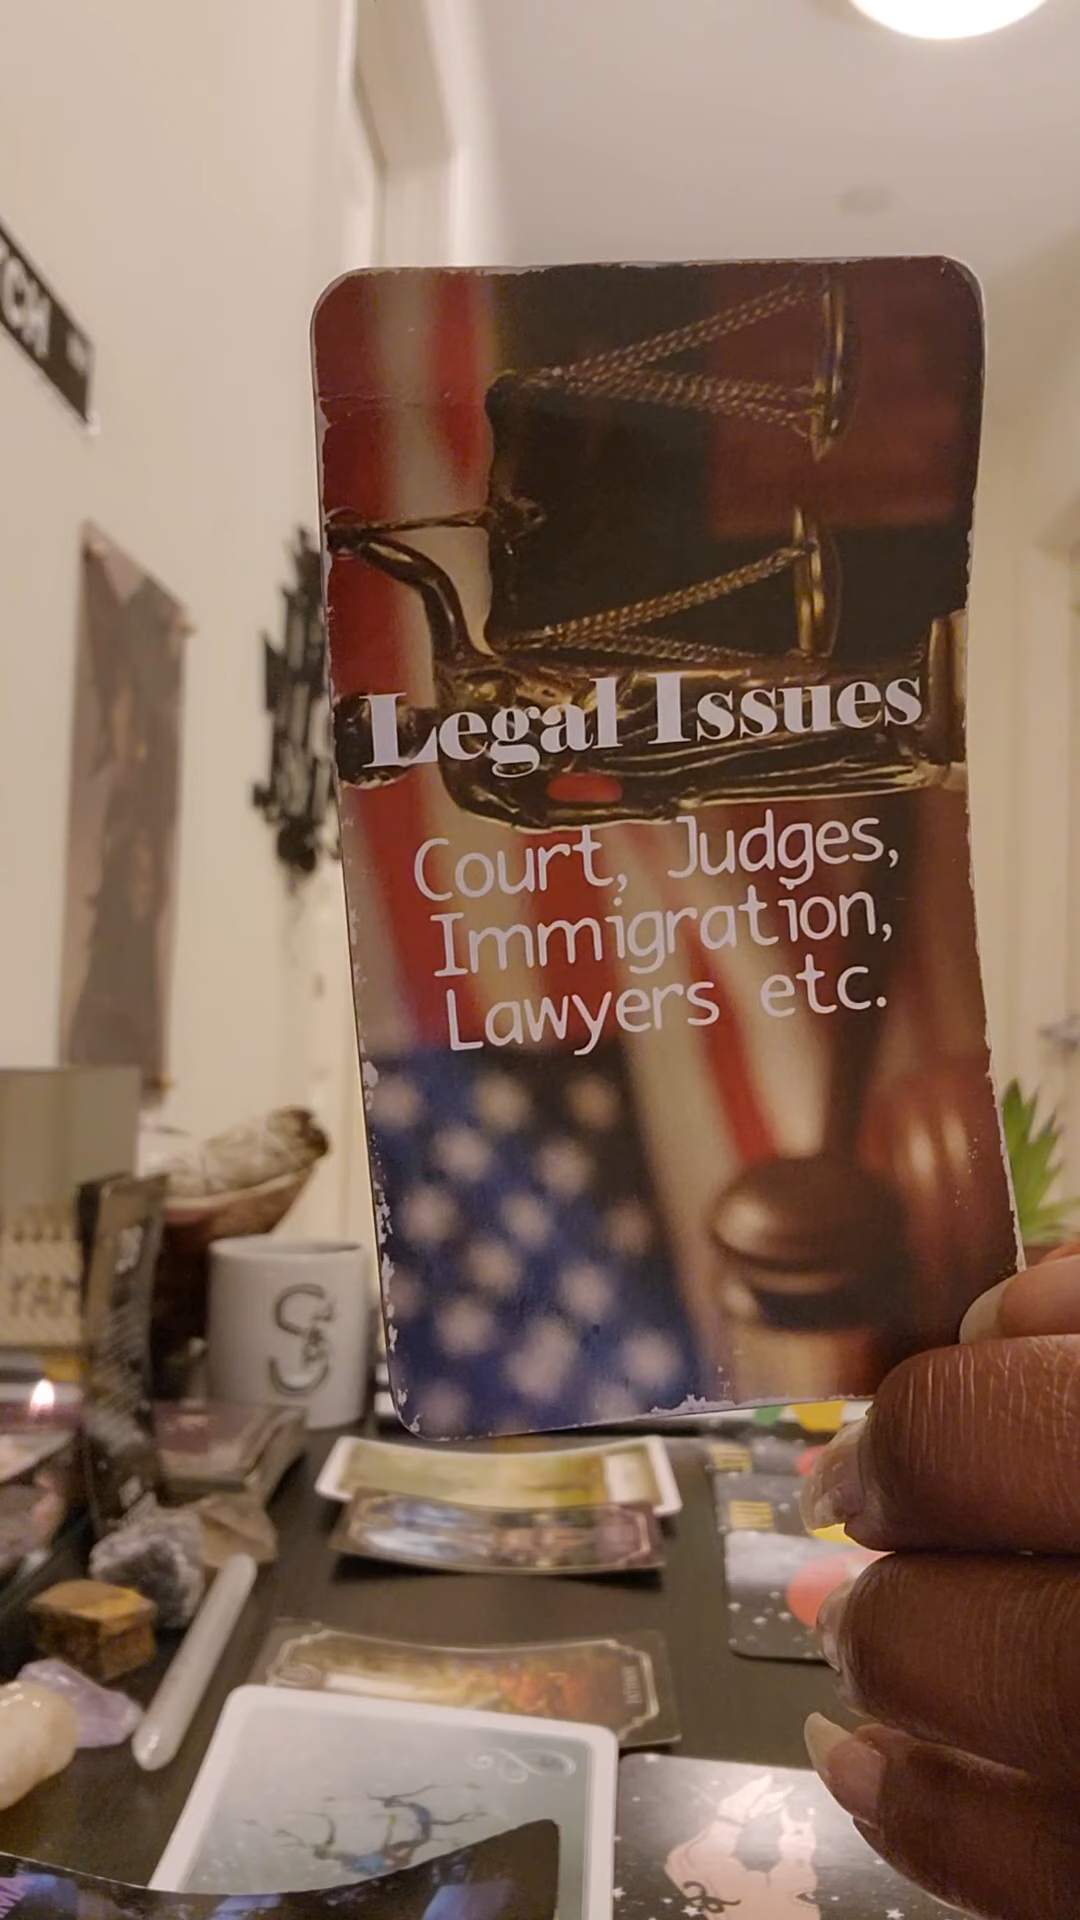 Legal Issues
Court, Judges,
Immigration,
Lawyers etc.